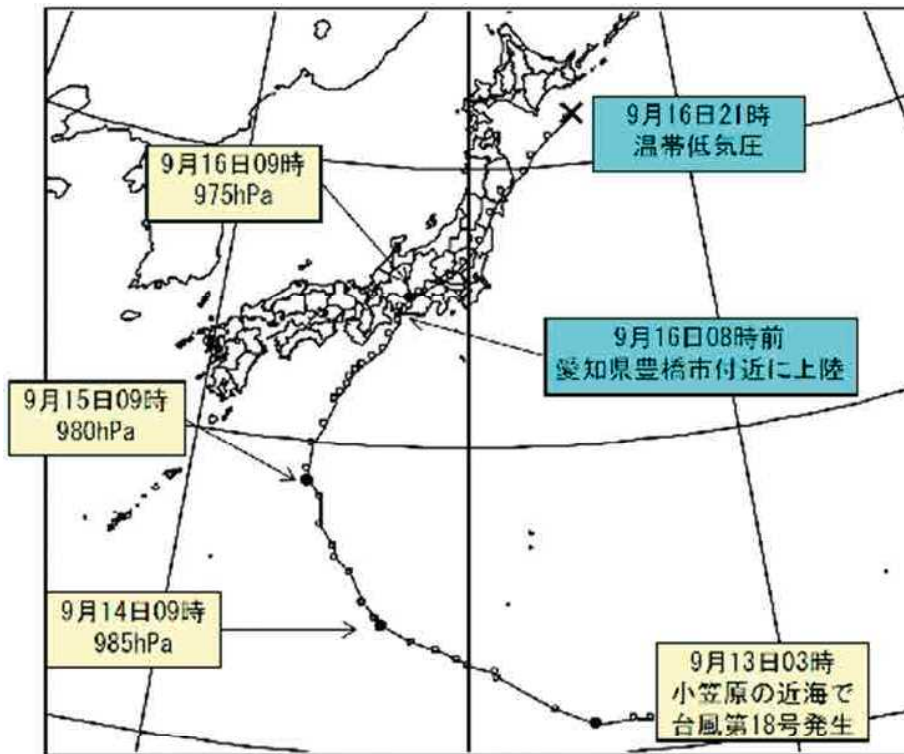 9月16日21時
温帯低気圧
9月16日09時
975hPa
9月16日08時前
愛知県豊橋市付近に上陸
9月15日09時
980hPa
9月14日09時
985hPa
9月13日03時
小笠原の近海で
台風第18号発生